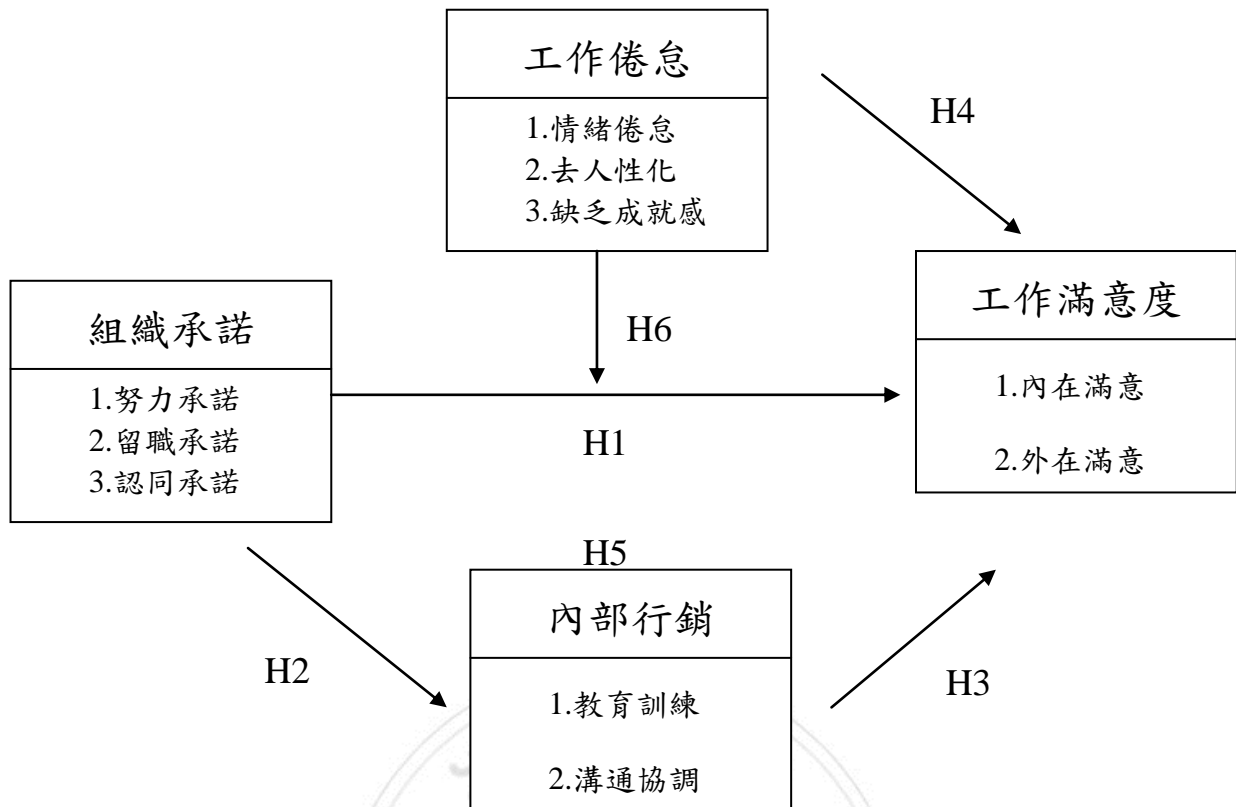 工作倦怠
1.情緒倦怠
2.去人性化
3.缺乏成就感
H4
組織承諾
1.努力承諾
2.留職承諾
3.認同承諾
H6
H1
工作滿意度
1.內在滿意
2.外在滿意
H5
內部行銷
1.教育訓練
2.溝通協調
H2
H3